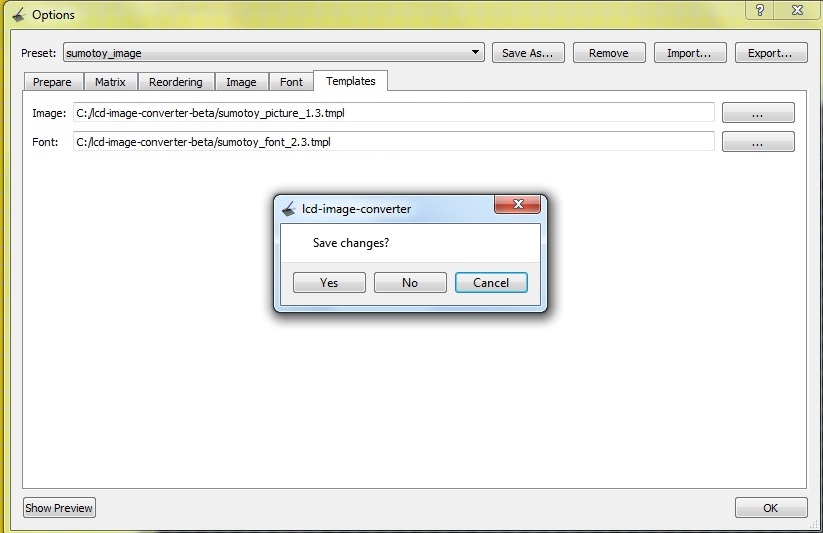 Options
Preset: sumotoy_image Save As... Remove Import... Export...
Prepare Matrix Reordering Image Font Templates
Image: C:/lcd-image-converter-beta/sumotoy_picture_1.3.tmpl ...
Font: C:/lcd-image-converter-beta/sumotoy_font_2.3.tmpl ...
lcd-image-converter
Save changes?
Yes No Cancel
Show Preview OK